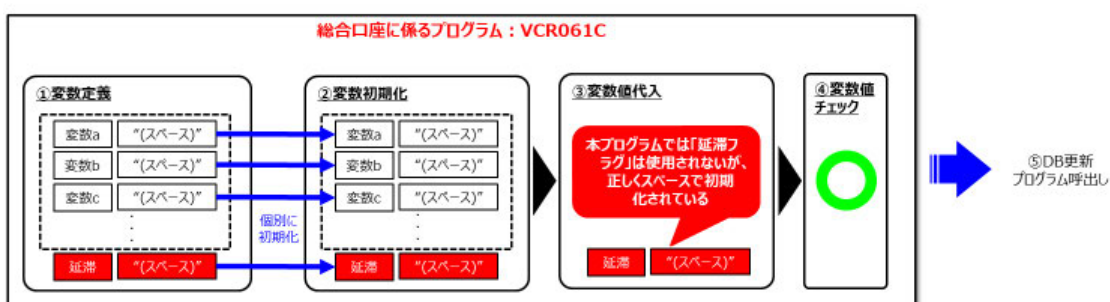 総合口座に係るプログラム:VCR061C
①変数定義
変数a “(スペース)”
変数b “(スペース)”
変数c “(スペース)”
:
延滞 “(スペース)”
個別に
初期化
②変数初期化
変数a “(スペース)”
変数b “(スペース)”
変数c “(スペース)”
:
延滞 “(スペース)”
③変数値代入
本プログラムでは「延滞フ
ラグ」は使用されないが、
正しくスペースで初期
化されている
延滞 “(スペース)”
④変数値
チェック
⑤DB更新
プログラム呼出し